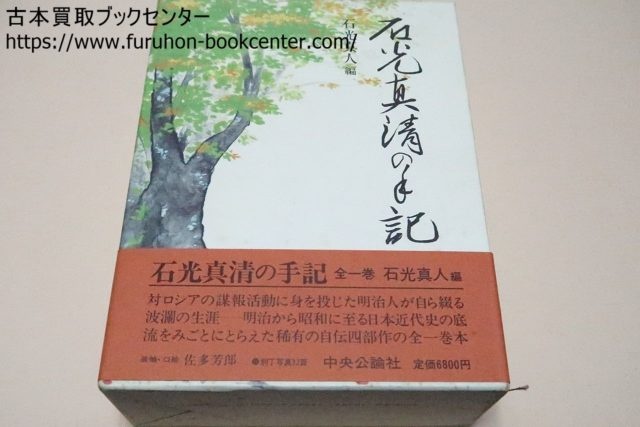 古本買取ブックセンター
https://www.furuhon-bookcenter.com/
石光真清の手記
石光真人編
石光真清の手記 全一巻 石光真人編
対ロシアの諜報活動に身を投じた明治人が自ら綴る
波瀾の生涯──明治から昭和に至る日本近代史の底
流をみごとにとらえた稀有の自伝四部作の全一巻本
装幀・口絵 佐多芳郎 ●別丁写真32頁 中央公論社 定価6800円